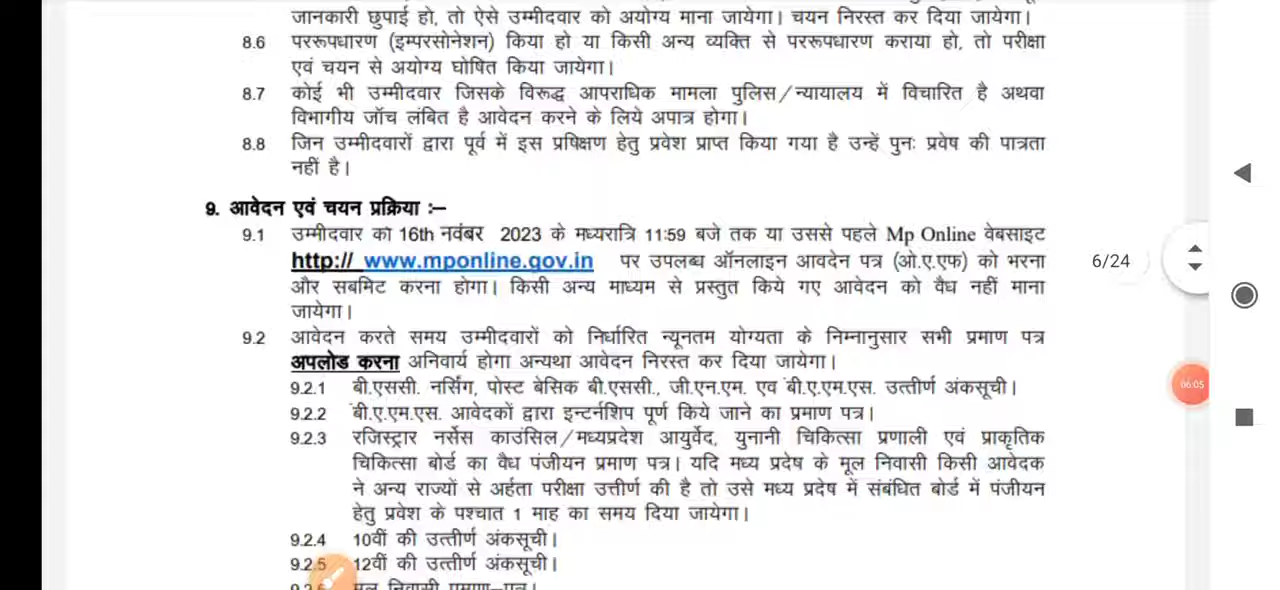 जानकारी छुपाई हो, तो ऐसे उम्मीदवार को अयोग्य माना जायेगा। चयन निरस्त कर दिया जायेगा।
8.6 पररूपधारण (इम्परसोनेशन) किया हो या किसी अन्य व्यक्ति से पररूपधारण कराया हो, तो परीक्षा
एवं चयन से अयोग्य घोषित किया जायेगा।
8.7 कोई भी उम्मीदवार जिसके विरूद्ध आपराधिक मामला पुलिस/न्यायालय में विचारित है अथवा
विभागीय जॉच लंबित है आवेदन करने के लिये अपात्र होगा।
8.8 जिन उम्मीदवारों द्वारा पूर्व में इस प्रषिक्षण हेतु प्रवेश प्राप्त किया गया है उन्हें पुनः प्रवेष की पात्रता
नहीं है।
9. आवेदन एवं चयन प्रक्रिया :–
9.1 उम्मीदवार को 16th नवंबर 2023 के मध्यरात्रि 11:59 बजे तक या उससे पहले Mp Online वेबसाइट
http:// www.mponline.gov.in पर उपलब्ध ऑनलाइन आवदेन पत्र (ओ.ए.एफ) को भरना
और सबमिट करना होगा। किसी अन्य माध्यम से प्रस्तुत किये गए आवेदन को वैध नहीं माना
जायेगा।
6/24
9.2 आवेदन करते समय उम्मीदवारों को निर्धारित न्यूनतम योग्यता के निम्नानुसार सभी प्रमाण पत्र
अपलोड करना अनिवार्य होगा अन्यथा आवेदन निरस्त कर दिया जायेगा।
9.2.1 बी.एससी. नर्सिंग, पोस्ट बेसिक बी.एससी., जी.एन.एम. एव बी.ए.एम.एस. उत्तीर्ण अंकसूची।
06:05
9.2.2 बी.ए.एम.एस. आवेदकों द्वारा इन्टर्नशिप पूर्ण किये जाने का प्रमाण पत्र।
9.2.3 रजिस्ट्रार नर्सेस काउंसिल/मध्यप्रदेश आयुर्वेद, युनानी चिकित्सा प्रणाली एवं प्राकृतिक
चिकित्सा बोर्ड का वैध पंजीयन प्रमाण पत्र। यदि मध्य प्रदेष के मूल निवासी किसी आवेदक
ने अन्य राज्यों से अर्हता परीक्षा उत्तीर्ण की है तो उसे मध्य प्रदेष में संबंधित बोर्ड में पंजीयन
हेतु प्रवेश के पश्चात 1 माह का समय दिया जायेगा।
9.2.4 10वीं की उत्तीर्ण अंकसूची।
9.2.5 12वीं की उत्तीर्ण अंकसूची।
मूल निवासी प्रमाण–पत्र।